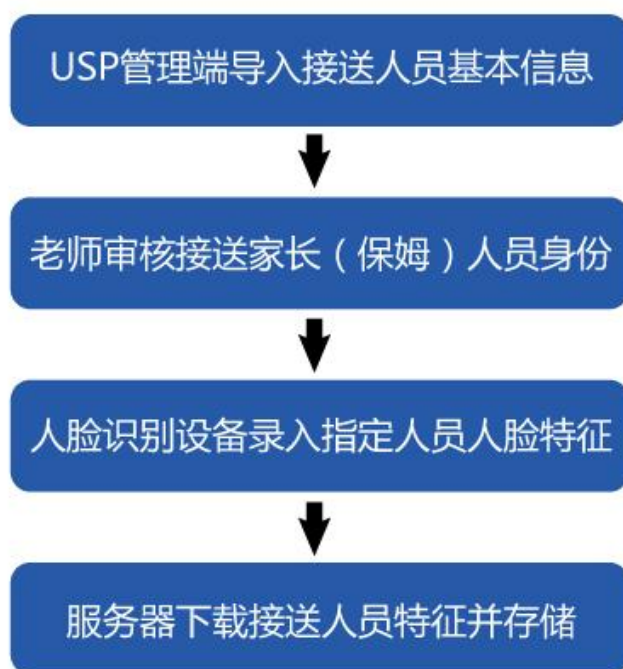 USP管理端导入接送人员基本信息
老师审核接送家长（保姆）人员身份
人脸识别设备录入指定人员人脸特征
服务器下载接送人员特征并存储